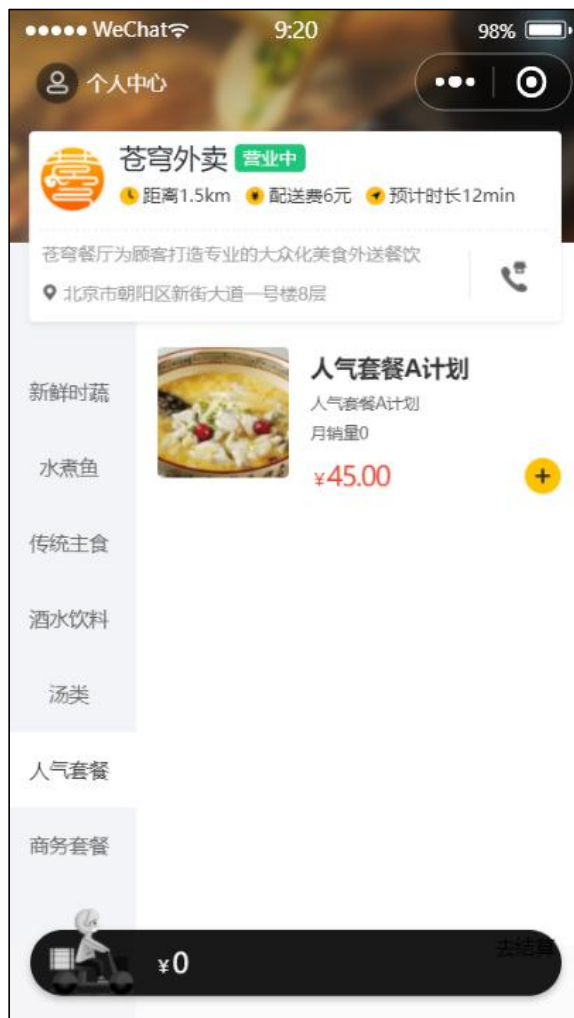 WeChat
9:20
98%
个人中心
苍穹外卖 营业中
距离1.5km 配送费6元 预计时长12min
苍穹餐厅为顾客打造专业的大众化美食外送餐饮
北京市朝阳区新街大道一号楼8层
新鲜时蔬
水煮鱼
传统主食
酒水饮料
汤类
人气套餐
商务套餐
人气套餐A计划
人气套餐A计划
月销量0
¥45.00
¥0
去结算